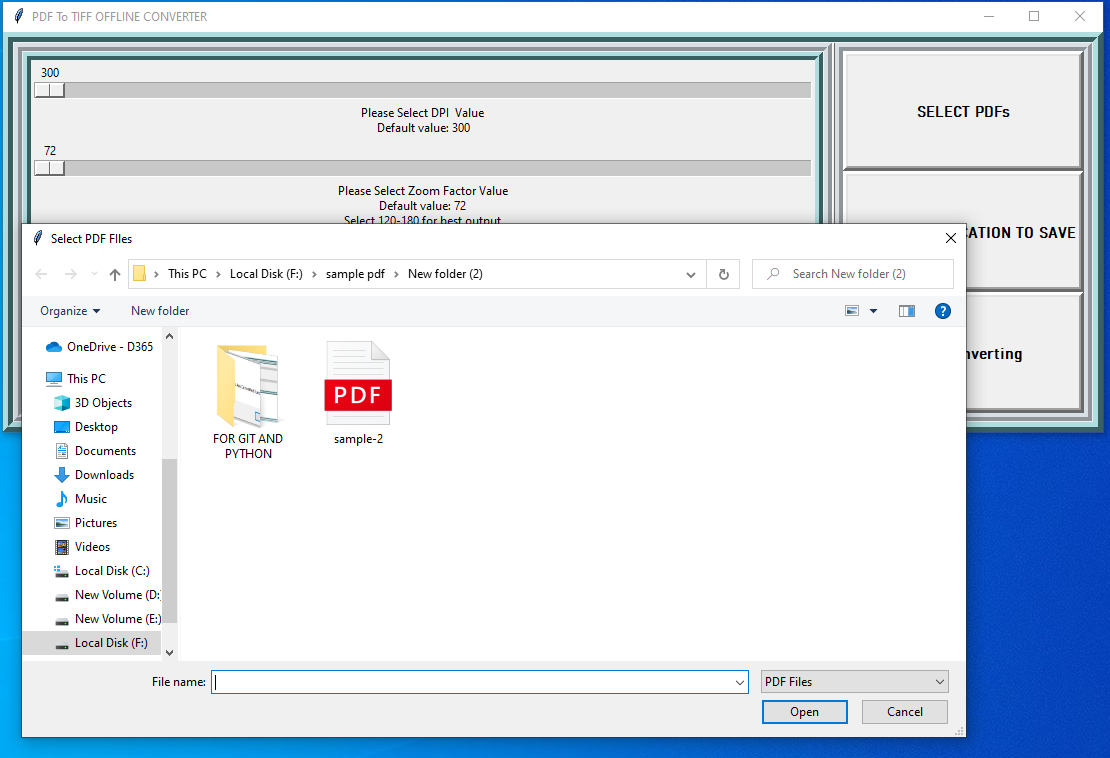 PDF To TIFF OFFLINE CONVERTER
300
Please Select DPI Value
Default value: 300
72
Please Select Zoom Factor Value
Default value: 72
Select 120-180 for best output
SELECT PDFs
CATION TO SAVE
nverting
Select PDF FIles
This PC
Local Disk (F:)
sample pdf
New folder (2)
Search New folder (2)
Organize
New folder
OneDrive - D365
This PC
3D Objects
Desktop
Documents
Downloads
Music
Pictures
Videos
Local Disk (C:)
New Volume (D:)
New Volume (E:)
Local Disk (F:)
FOR GIT AND
PYTHON
PDF
sample-2
File name:
PDF Files
Open
Cancel